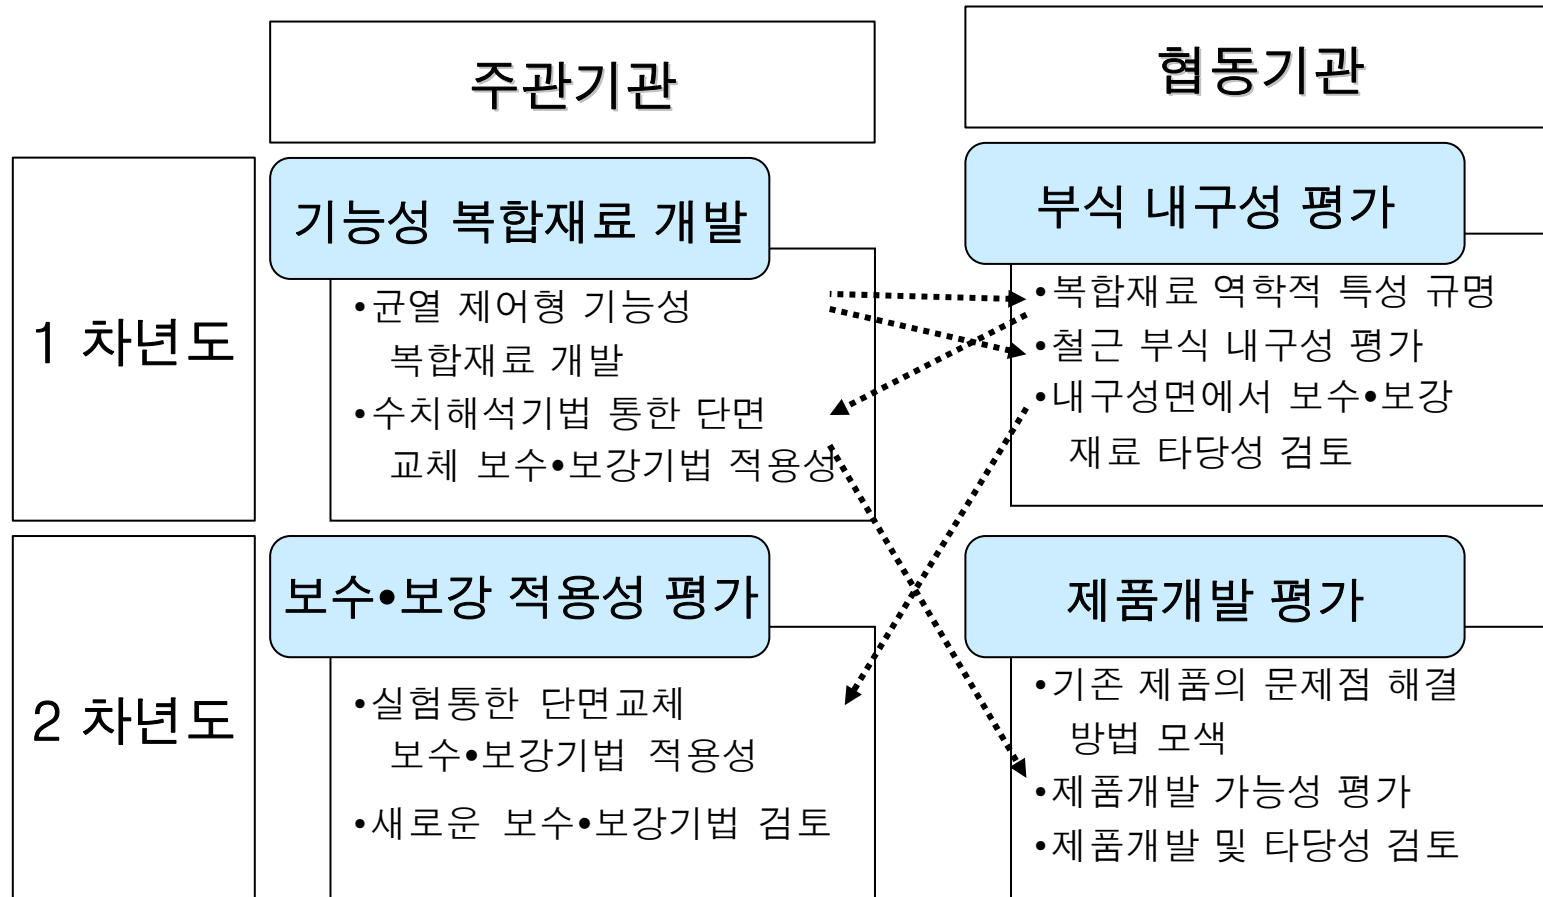 주관기관
협동기관
1 차년도
기능성 복합재료 개발
•균열 제어형 기능성
복합재료 개발
•수치해석기법 통한 단면
교체 보수•보강기법 적용성
부식 내구성 평가
•복합재료 역학적 특성 규명
•철근 부식 내구성 평가
•내구성면에서 보수•보강
재료 타당성 검토
2 차년도
보수•보강 적용성 평가
•실험통한 단면교체
보수•보강기법 적용성
•새로운 보수•보강기법 검토
제품개발 평가
•기존 제품의 문제점 해결
방법 모색
•제품개발 가능성 평가
•제품개발 및 타당성 검토